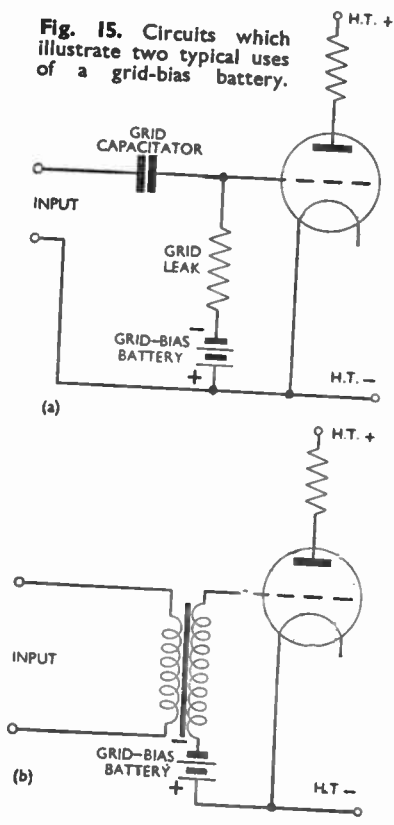 Fig. 15. Circuits which
illustrate two typical uses
of a grid-bias battery.
H.T. +
GRID
CAPACITATOR
INPUT
GRID
LEAK
-
GRID-BIAS
BATTERY
+
H.T. -
(a)
H.T. +
INPUT
-
GRID-BIAS
BATTERY
+
(b)
H.T -